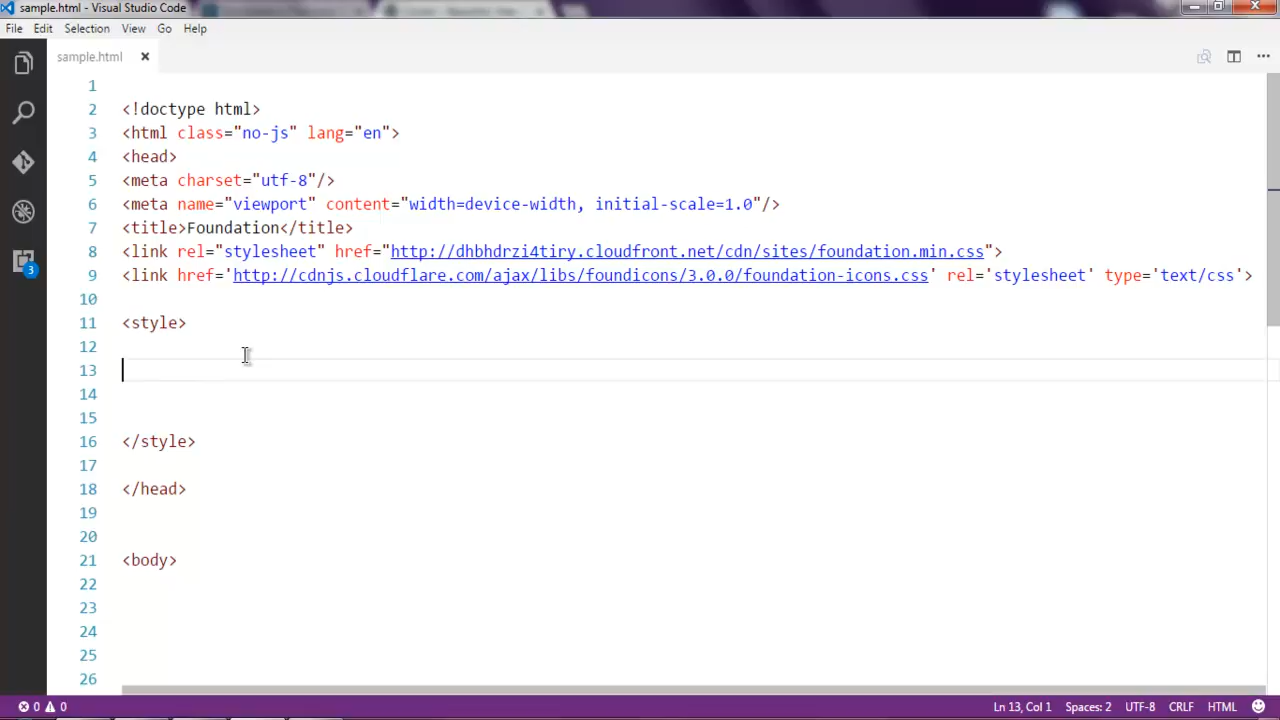 sample.html - Visual Studio Code
File Edit Selection View Go Help
sample.html
1
2 <!doctype html>
3 <html class="no-js" lang="en">
4 <head>
5 <meta charset="utf-8"/>
6 <meta name="viewport" content="width=device-width, initial-scale=1.0"/>
7 <title>Foundation</title>
8 <link rel="stylesheet" href="http://dhbhdrzi4tiry.cloudfront.net/cdn/sites/foundation.min.css">
9 <link href='http://cdnjs.cloudflare.com/ajax/libs/foundicons/3.0.0/foundation-icons.css' rel='stylesheet' type='text/css'>
10
11 <style>
12
13
14
15
16 </style>
17
18 </head>
19
20
21 <body>
22
23
24
25
26
3
0 0 Ln 13, Col 1 Spaces: 2 UTF-8 CRLF HTML